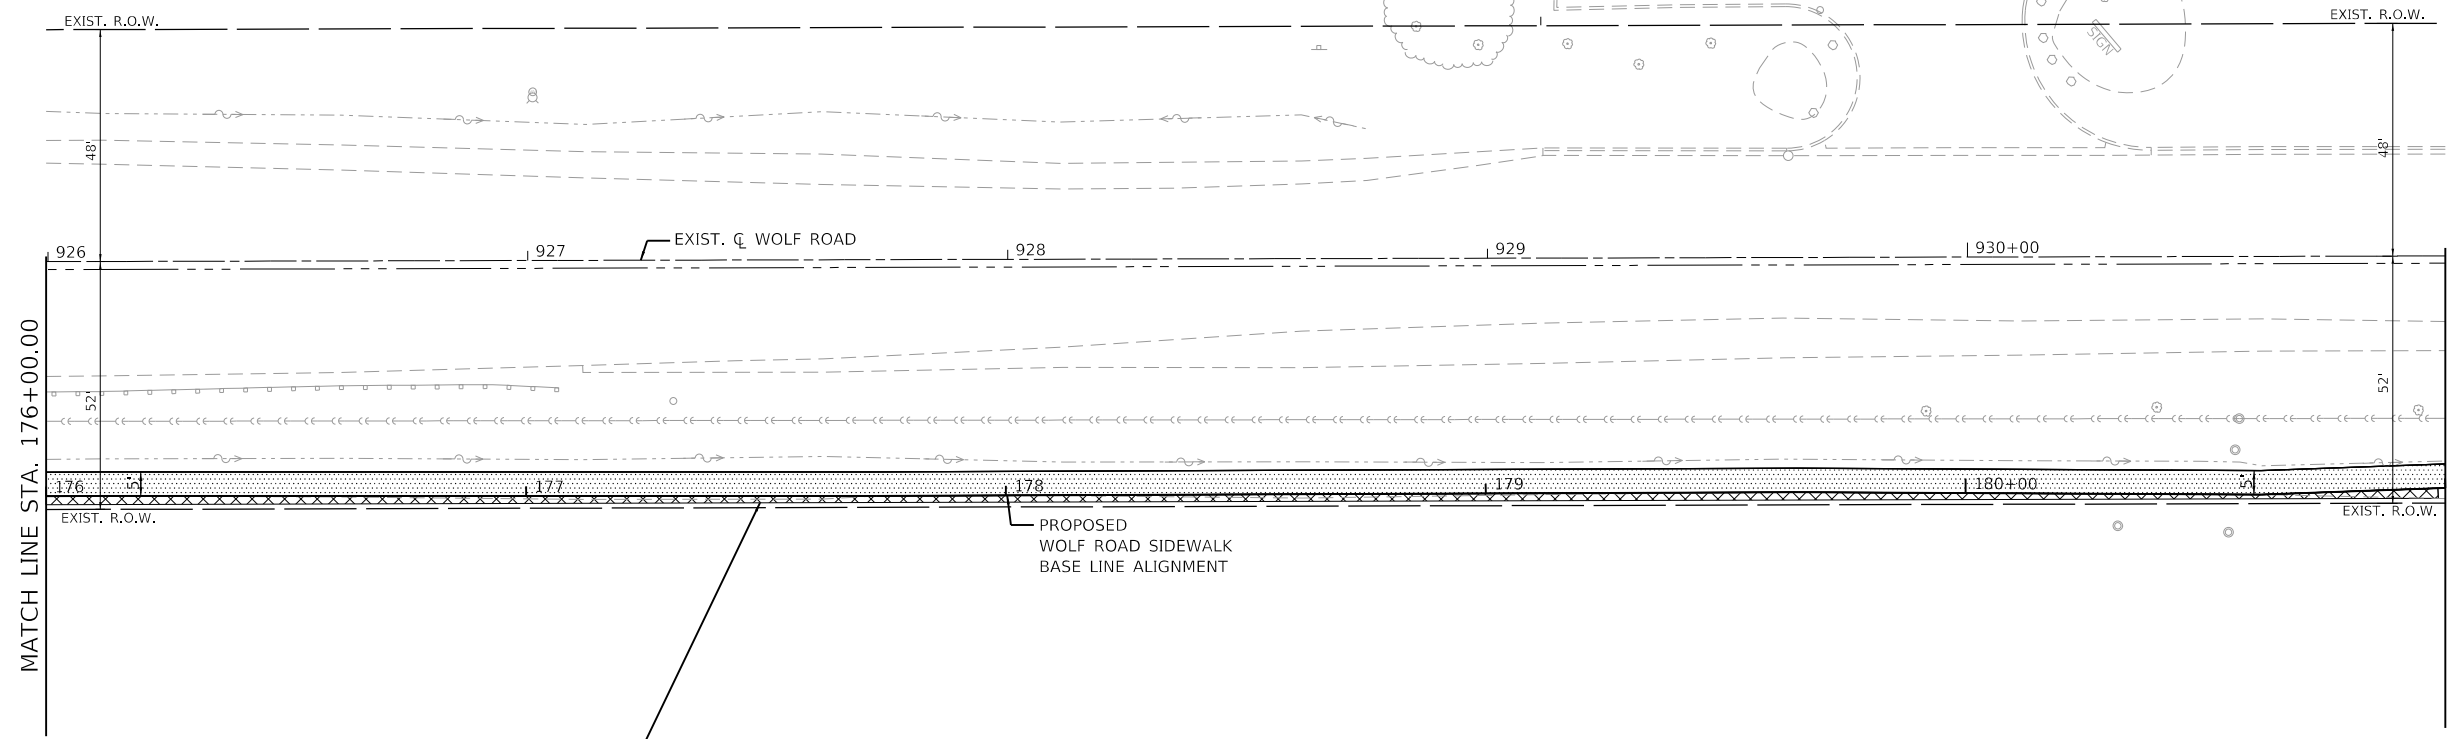 EXIST. R.O.W.
EXIST. R.O.W.
SIGN
48'
48'
EXIST. ℄ WOLF ROAD
926
927
928
929
930+00
MATCH LINE STA. 176+00.00
52'
52'
176
5'
177
178
179
180+00
5'
EXIST. R.O.W.
EXIST. R.O.W.
PROPOSED
WOLF ROAD SIDEWALK
BASE LINE ALIGNMENT